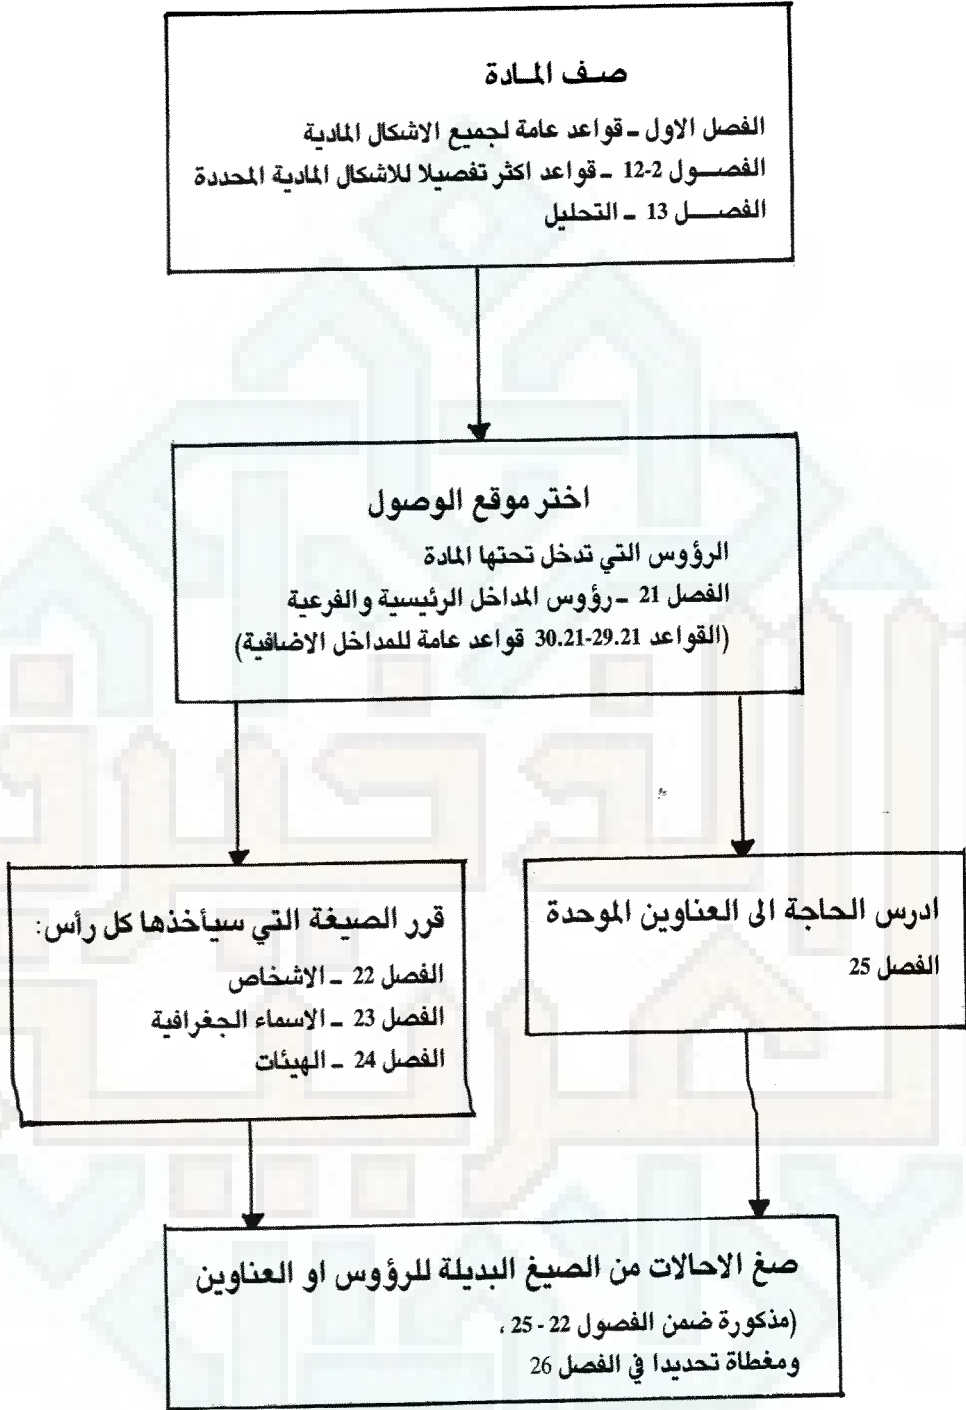 صف المادة
الفصل الاول ـ قواعد عامة لجميع الاشكال المادية
الفصول 2-12 ـ قواعد اكثر تفصيلا للاشكال المادية المحددة
الفصل 13 ـ التحليل
اختر موقع الوصول
الرؤوس التي تدخل تحتها المادة
الفصل 21 ـ رؤوس المداخل الرئيسية والفرعية
(القواعد 29.21-30.21 قواعد عامة للمداخل الاضافية)
قرر الصيغة التي سيأخذها كل رأس:
الفصل 22 ـ الاشخاص
الفصل 23 ـ الاسماء الجغرافية
الفصل 24 ـ الهيئات
ادرس الحاجة الى العناوين الموحدة
الفصل 25
صغ الاحالات من الصيغ البديلة للرؤوس او العناوين
(مذكورة ضمن الفصول 22 - 25 ،
ومغطاة تحديدا في الفصل 26